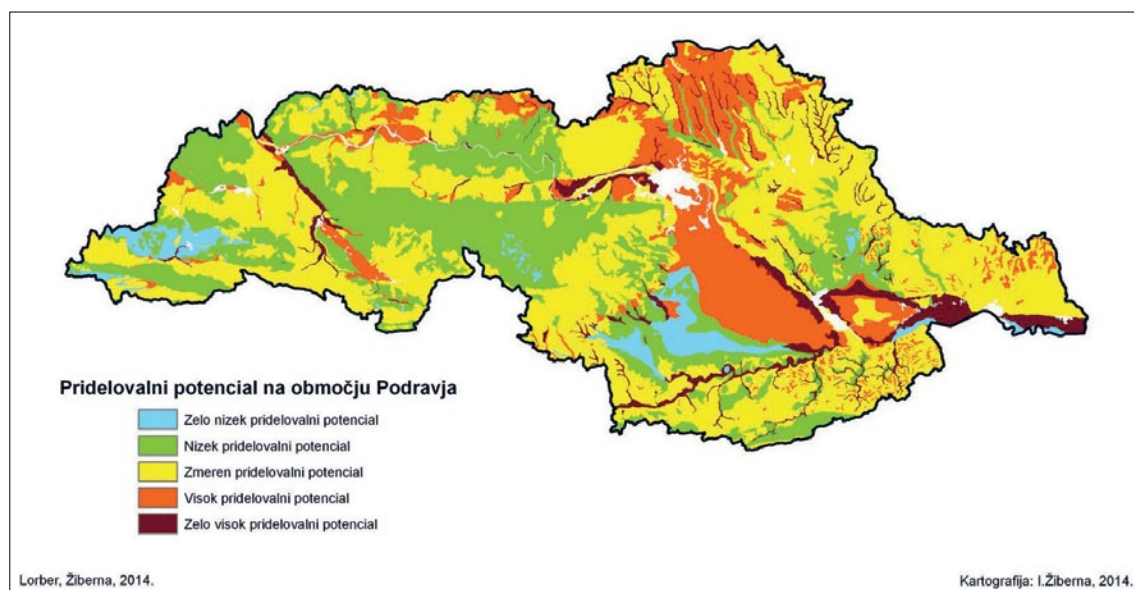 Pridelovalni potencial na območju Podravja
Zelo nizek pridelovalni potencial
Nizek pridelovalni potencial
Zmeren pridelovalni potencial
Visok pridelovalni potencial
Zelo visok pridelovalni potencial
Lorber, Žiberna, 2014.
Kartografija: I.Žiberna, 2014.